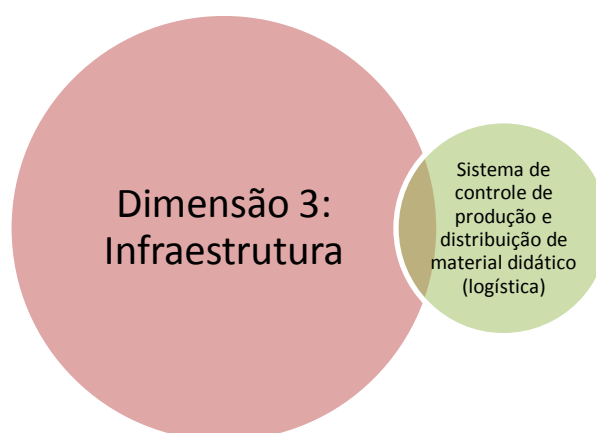 Dimensão 3:
Infraestrutura
Sistema de
controle de
produção e
distribuição de
material didático
(logística)